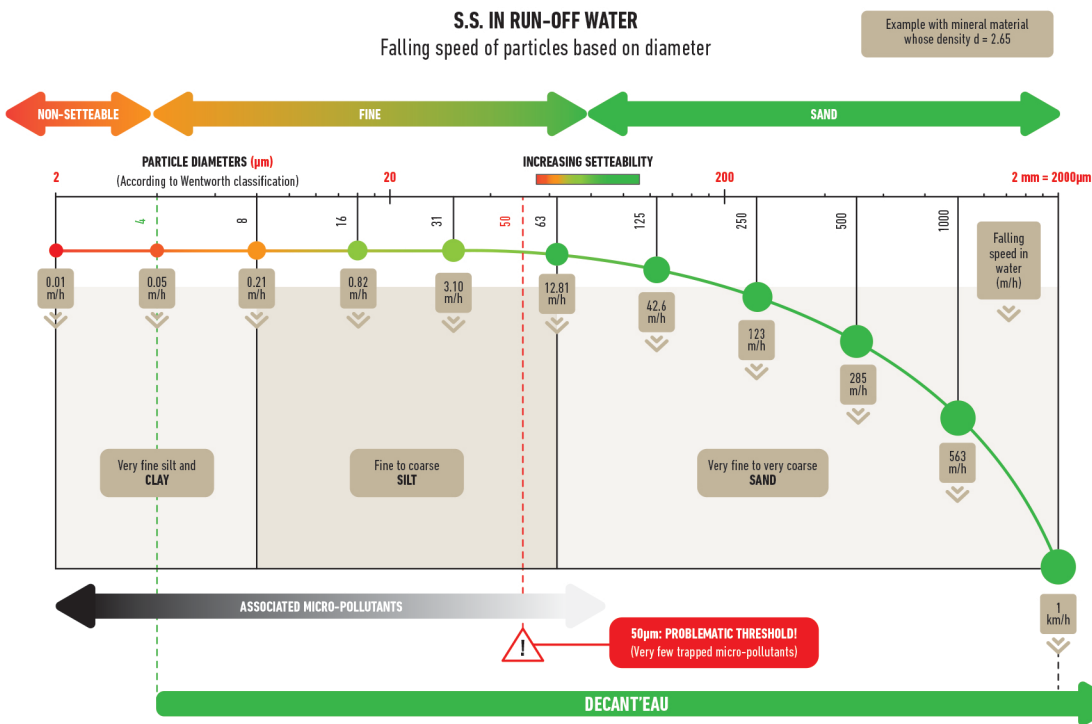 S.S. IN RUN-OFF WATER
Falling speed of particles based on diameter
Example with mineral material
whose density d = 2.65
NON-SETTEABLE
FINE
SAND
PARTICLE DIAMETERS (µm)
(According to Wentworth classification)
INCREASING SETTEABILITY
2
20
200
2 mm = 2000µm
4
8
16
31
50
63
125
250
500
1000
Falling
speed in
water
(m/h)
0.01
m/h
0.05
m/h
0.21
m/h
0.82
m/h
3.10
m/h
12.81
m/h
42.6
m/h
123
m/h
285
m/h
563
m/h
1
km/h
Very fine silt and
CLAY
Fine to coarse
SILT
Very fine to very coarse
SAND
ASSOCIATED MICRO-POLLUTANTS
!
50µm: PROBLEMATIC THRESHOLD!
(Very few trapped micro-pollutants)
DECANT'EAU